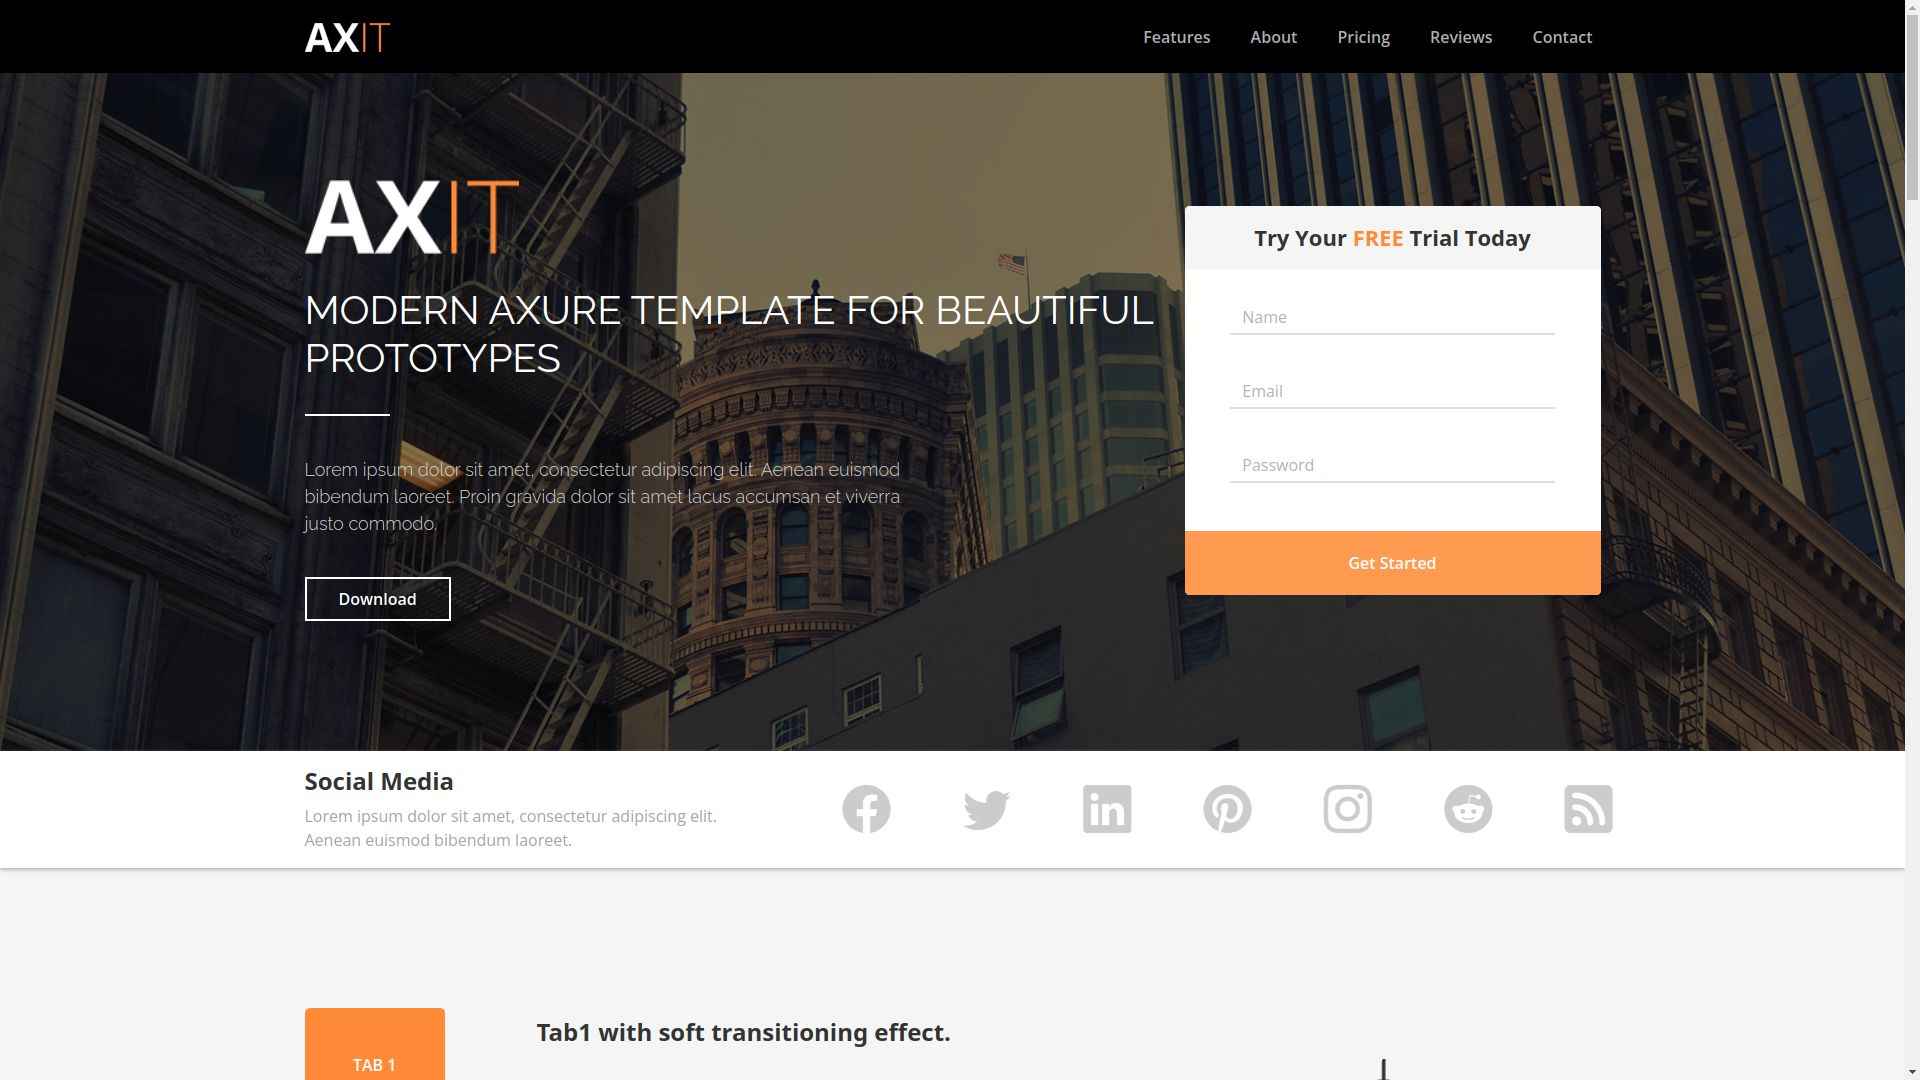 AXIT
Features
About
Pricing
Reviews
Contact
AXIT
MODERN AXURE TEMPLATE FOR BEAUTIFUL
PROTOTYPES
Lorem ipsum dolor sit amet, consectetur adipiscing elit. Aenean euismod
bibendum laoreet. Proin gravida dolor sit amet lacus accumsan et viverra
justo commodo.
Download
Try Your FREE Trial Today
Name
Email
Password
Get Started
Social Media
Lorem ipsum dolor sit amet, consectetur adipiscing elit.
Aenean euismod bibendum laoreet.
TAB 1
Tab1 with soft transitioning effect.